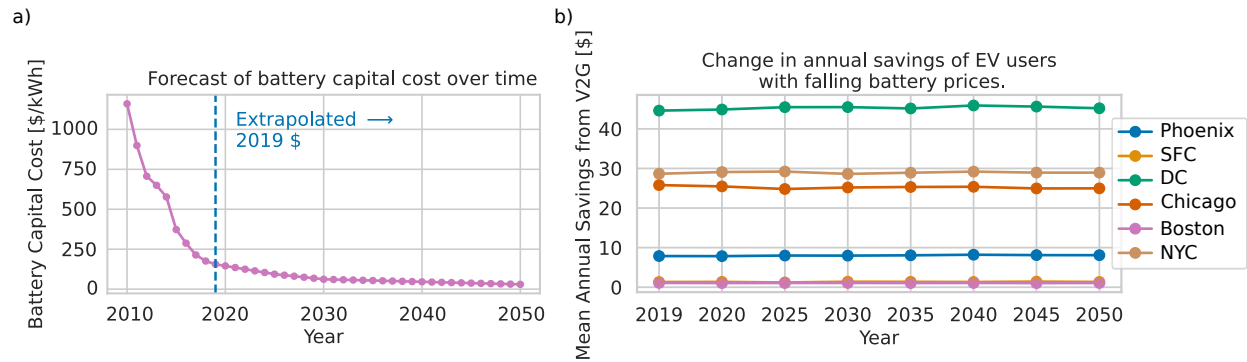 a)
Forecast of battery capital cost over time
Battery Capital Cost [$/kWh]
1000
750
500
250
0
Extrapolated →
2019 $
2010
2020
2030
2040
2050
Year
b)
Change in annual savings of EV users
with falling battery prices.
Mean Annual Savings from V2G [$]
40
30
20
10
0
2019
2020
2025
2030
2035
2040
2045
2050
Year
Phoenix
SFC
DC
Chicago
Boston
NYC